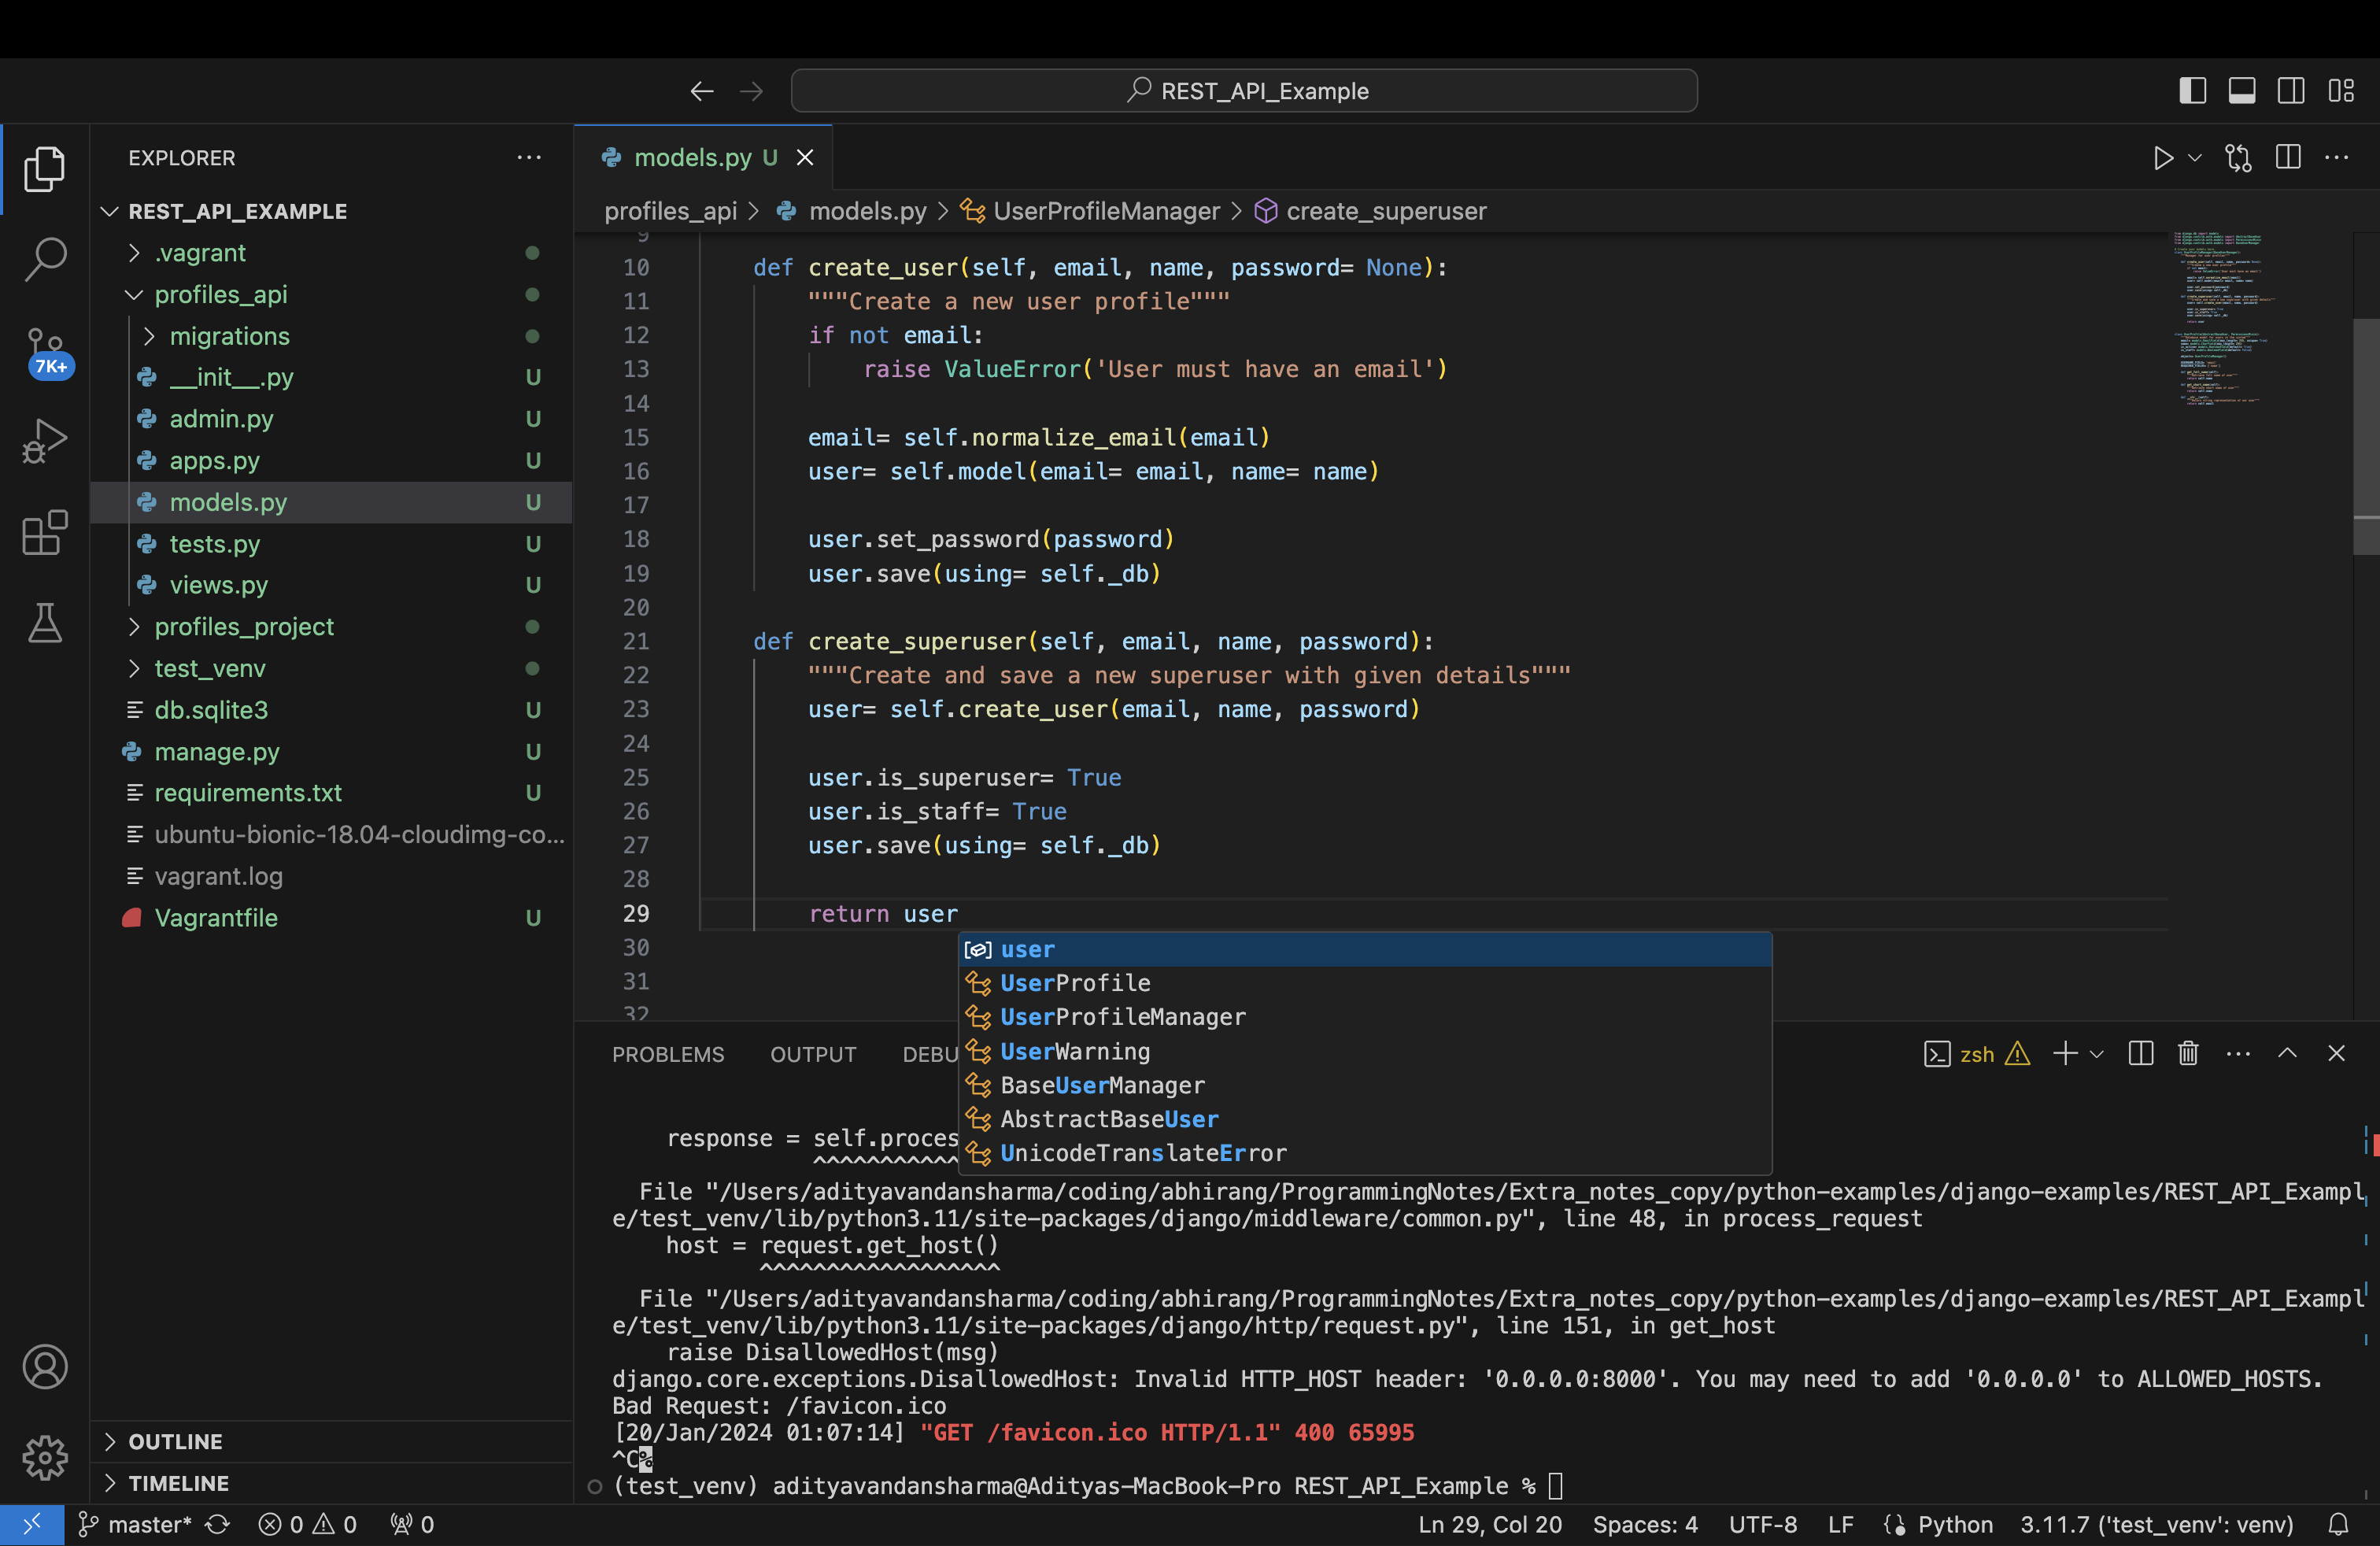 REST_API_Example
EXPLORER
REST_API_EXAMPLE
.vagrant
profiles_api
migrations
__init__.py U
admin.py U
apps.py U
models.py U
tests.py U
views.py U
profiles_project
test_venv
db.sqlite3 U
manage.py U
requirements.txt U
ubuntu-bionic-18.04-cloudimg-co...
vagrant.log
Vagrantfile U
7K+
OUTLINE
TIMELINE
models.py U
profiles_api > models.py > UserProfileManager > create_superuser
9
10 def create_user(self, email, name, password= None):
11 """Create a new user profile"""
12 if not email:
13 raise ValueError('User must have an email')
14
15 email= self.normalize_email(email)
16 user= self.model(email= email, name= name)
17
18 user.set_password(password)
19 user.save(using= self._db)
20
21 def create_superuser(self, email, name, password):
22 """Create and save a new superuser with given details"""
23 user= self.create_user(email, name, password)
24
25 user.is_superuser= True
26 user.is_staff= True
27 user.save(using= self._db)
28
29 return user
30
31
32
user
UserProfile
UserProfileManager
UserWarning
BaseUserManager
AbstractBaseUser
UnicodeTranslateError
PROBLEMS OUTPUT DEBU
zsh
response = self.proces
^^^^^^^^^^^
File "/Users/adityavandansharma/coding/abhirang/ProgrammingNotes/Extra_notes_copy/python-examples/django-examples/REST_API_Exampl
e/test_venv/lib/python3.11/site-packages/django/middleware/common.py", line 48, in process_request
host = request.get_host()
^^^^^^^^^^^^^^^^^^
File "/Users/adityavandansharma/coding/abhirang/ProgrammingNotes/Extra_notes_copy/python-examples/django-examples/REST_API_Exampl
e/test_venv/lib/python3.11/site-packages/django/http/request.py", line 151, in get_host
raise DisallowedHost(msg)
django.core.exceptions.DisallowedHost: Invalid HTTP_HOST header: '0.0.0.0:8000'. You may need to add '0.0.0.0' to ALLOWED_HOSTS.
Bad Request: /favicon.ico
[20/Jan/2024 01:07:14] "GET /favicon.ico HTTP/1.1" 400 65995
^C%
(test_venv) adityavandansharma@Adityas-MacBook-Pro REST_API_Example %
master* 0 0 0 Ln 29, Col 20 Spaces: 4 UTF-8 LF Python 3.11.7 ('test_venv': venv)